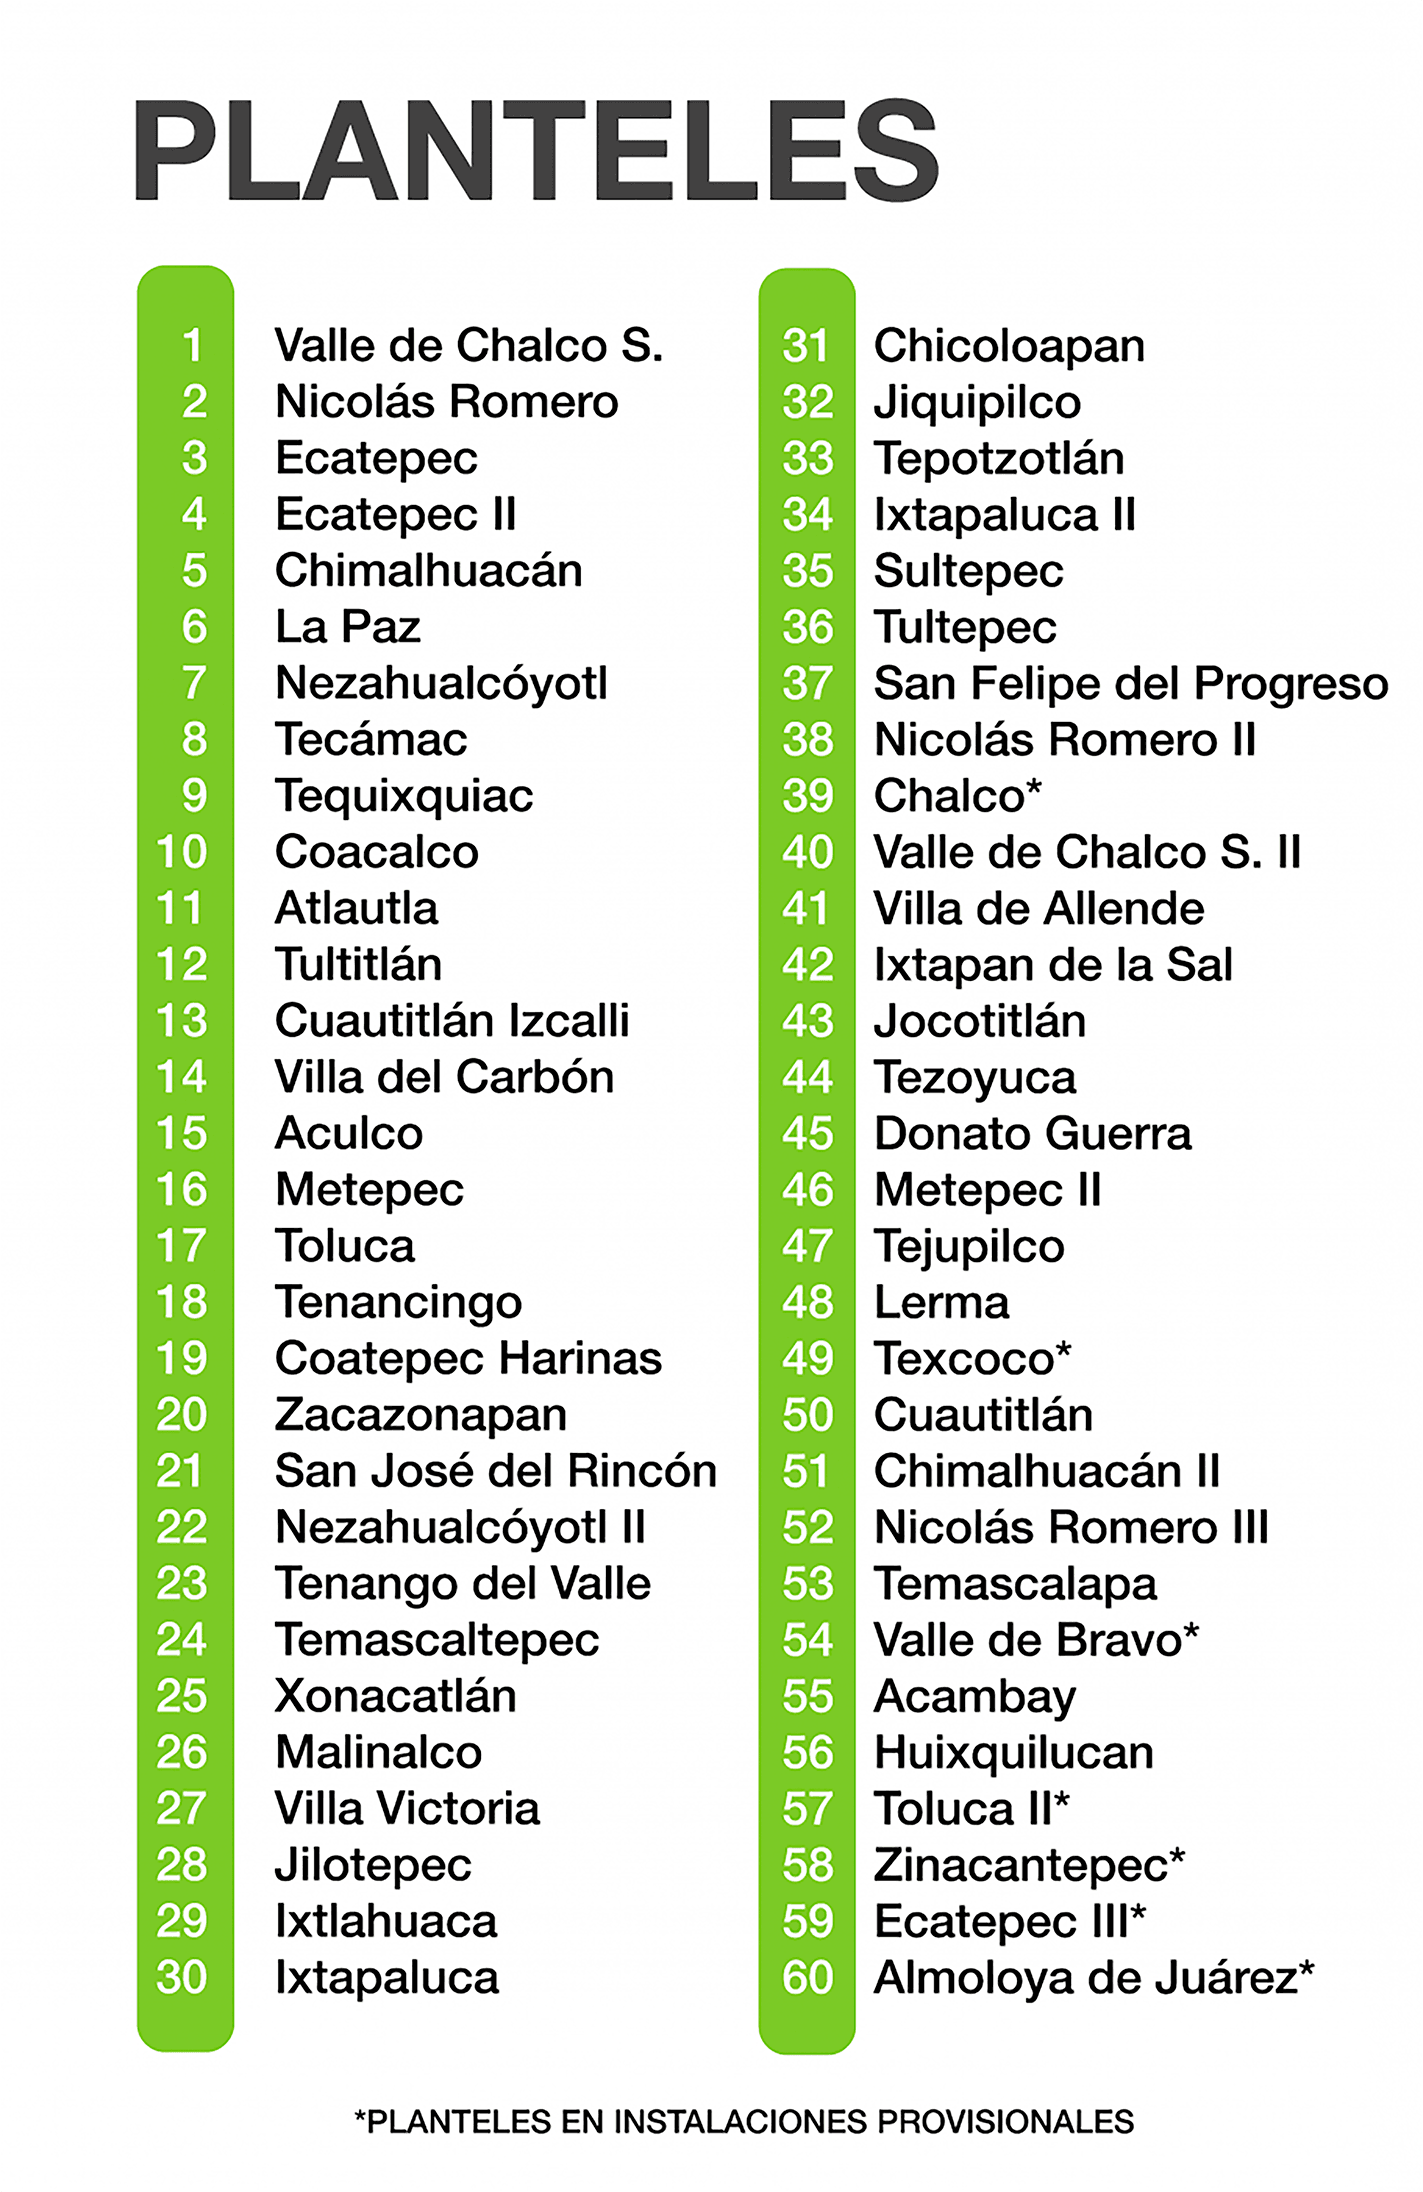 PLANTELES
1 Valle de Chalco S.
2 Nicolás Romero
3 Ecatepec
4 Ecatepec II
5 Chimalhuacán
6 La Paz
7 Nezahualcóyotl
8 Tecámac
9 Tequixquiac
10 Coacalco
11 Atlautla
12 Tultitlán
13 Cuautitlán Izcalli
14 Villa del Carbón
15 Aculco
16 Metepec
17 Toluca
18 Tenancingo
19 Coatepec Harinas
20 Zacazonapan
21 San José del Rincón
22 Nezahualcóyotl II
23 Tenango del Valle
24 Temascaltepec
25 Xonacatlán
26 Malinalco
27 Villa Victoria
28 Jilotepec
29 Ixtlahuaca
30 Ixtapaluca
31 Chicoloapan
32 Jiquipilco
33 Tepotzotlán
34 Ixtapaluca II
35 Sultepec
36 Tultepec
37 San Felipe del Progreso
38 Nicolás Romero II
39 Chalco*
40 Valle de Chalco S. II
41 Villa de Allende
42 Ixtapan de la Sal
43 Jocotitlán
44 Tezoyuca
45 Donato Guerra
46 Metepec II
47 Tejupilco
48 Lerma
49 Texcoco*
50 Cuautitlán
51 Chimalhuacán II
52 Nicolás Romero III
53 Temascalapa
54 Valle de Bravo*
55 Acambay
56 Huixquilucan
57 Toluca II*
58 Zinacantepec*
59 Ecatepec III*
60 Almoloya de Juárez*
*PLANTELES EN INSTALACIONES PROVISIONALES